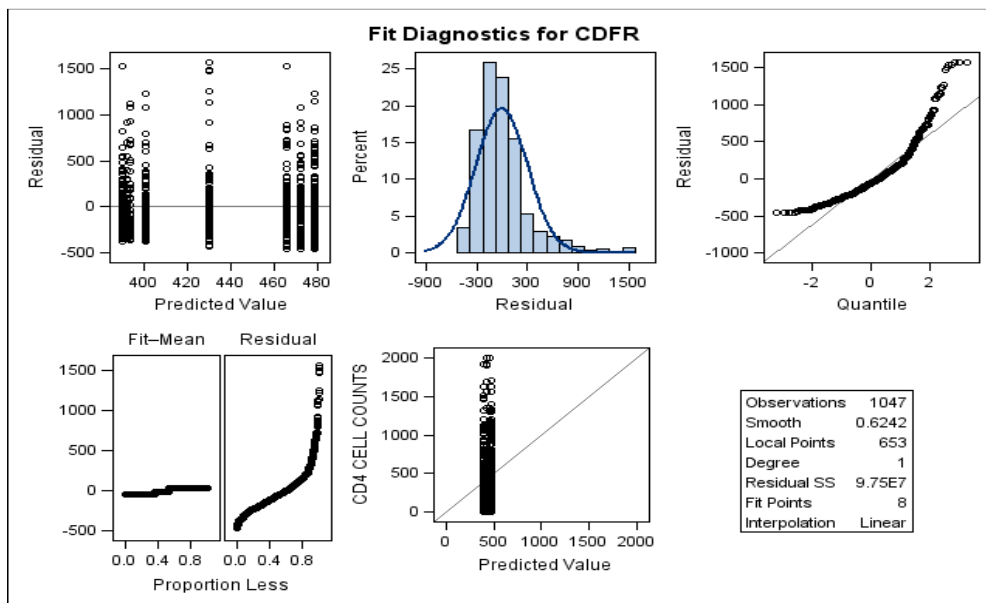 Fit Diagnostics for CDFR
1500
1000
500
0
-500
Residual
400 420 440 460 480
Predicted Value
25
20
15
10
5
0
Percent
-900 -300 300 900 1500
Residual
1500
1000
500
0
-500
-1000
Residual
-2 0 2
Quantile
Fit–Mean Residual
1500
1000
500
0
-500
0.0 0.4 0.8 0.0 0.4 0.8
Proportion Less
2000
1500
1000
500
0
CD4 CELL COUNTS
0 500 1000 1500 2000
Predicted Value
Observations 1047
Smooth 0.6242
Local Points 653
Degree 1
Residual SS 9.75E7
Fit Points 8
Interpolation Linear